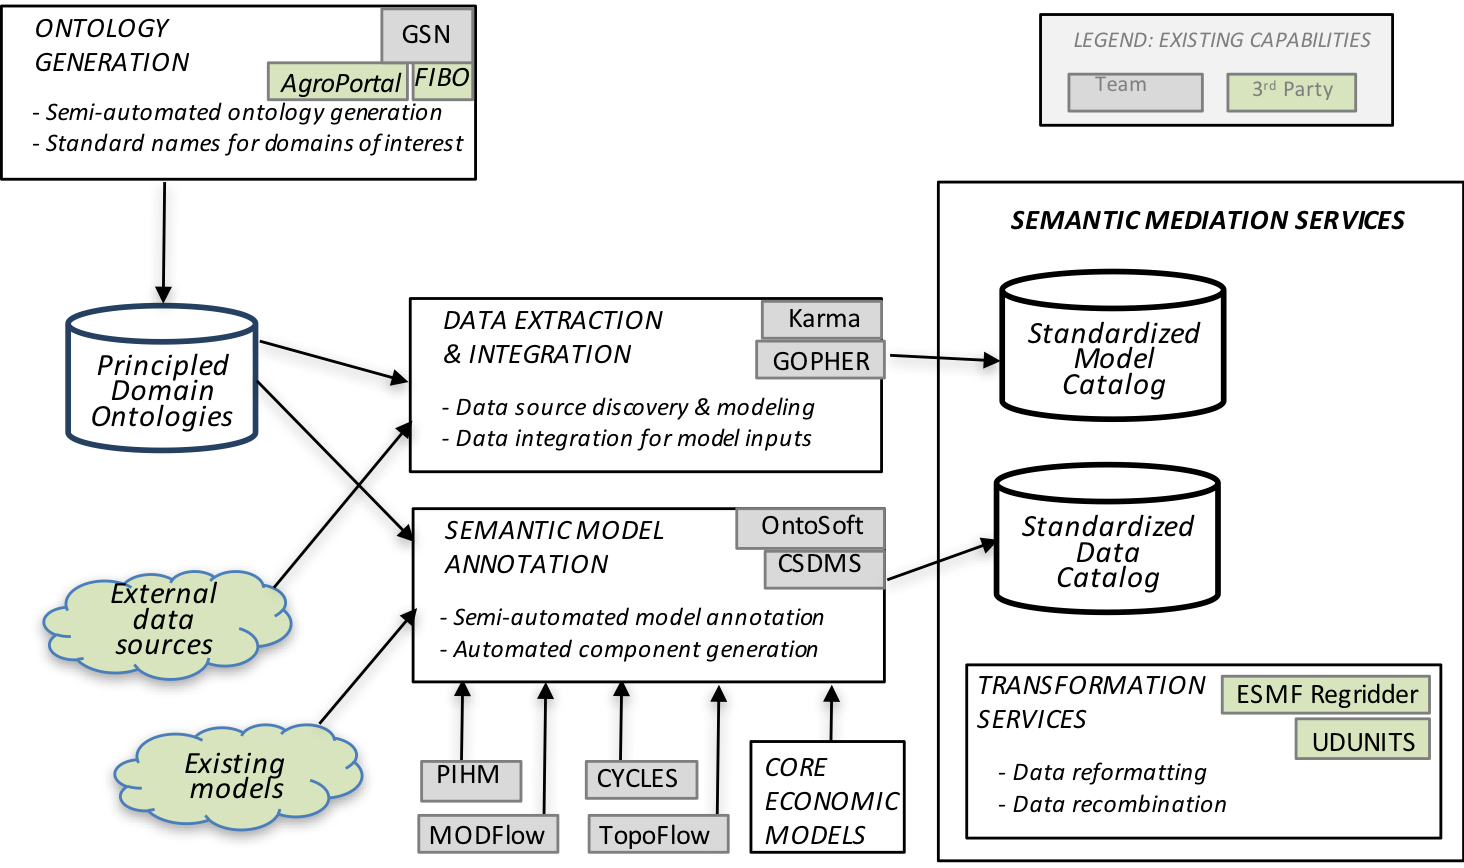 ONTOLOGY
GENERATION
GSN
AgroPortal
FIBO
- Semi-automated ontology generation
- Standard names for domains of interest
LEGEND: EXISTING CAPABILITIES
Team
3rd Party
SEMANTIC MEDIATION SERVICES
Principled
Domain
Ontologies
DATA EXTRACTION
& INTEGRATION
Karma
GOPHER
- Data source discovery & modeling
- Data integration for model inputs
Standardized
Model
Catalog
SEMANTIC MODEL
ANNOTATION
OntoSoft
CSDMS
- Semi-automated model annotation
- Automated component generation
Standardized
Data
Catalog
External
data
sources
Existing
models
PIHM
MODFlow
CYCLES
TopoFlow
CORE
ECONOMIC
MODELS
TRANSFORMATION
SERVICES
ESMF Regridder
UDUNITS
- Data reformatting
- Data recombination